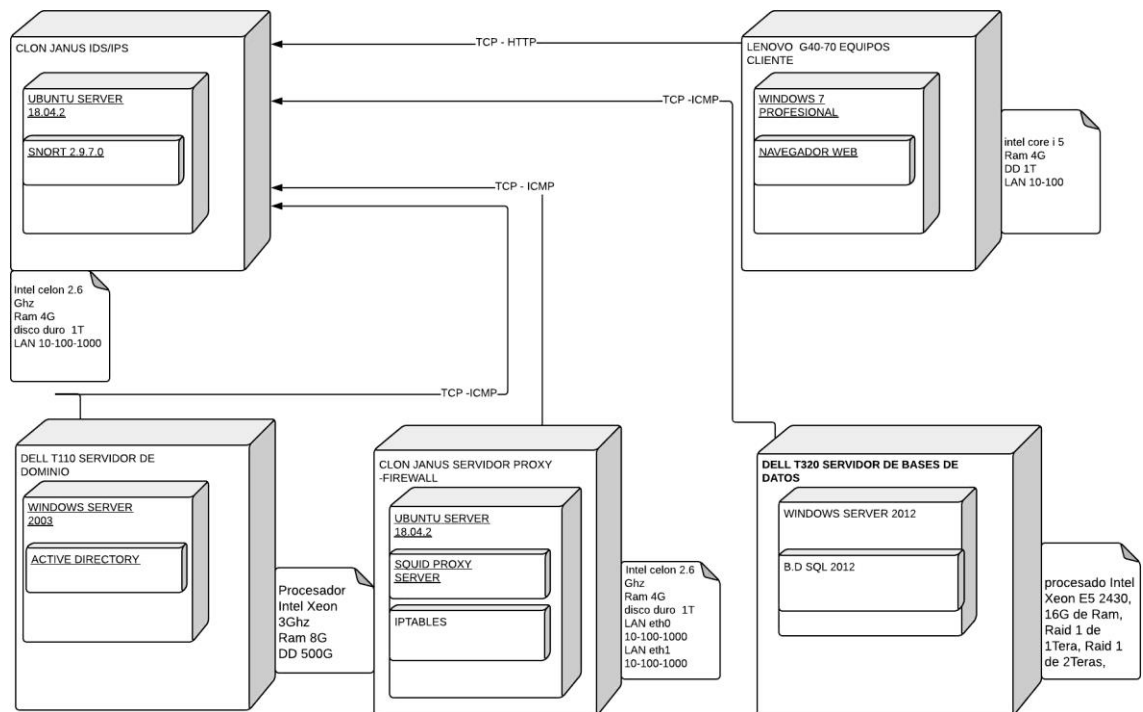 CLON JANUS IDS/IPS
UBUNTU SERVER
18.04.2
SNORT 2.9.7.0
Intel celon 2.6
Ghz
Ram 4G
disco duro 1T
LAN 10-100-1000
TCP - HTTP
TCP -ICMP
TCP - ICMP
TCP -ICMP
LENOVO G40-70 EQUIPOS
CLIENTE
WINDOWS 7
PROFESIONAL
NAVEGADOR WEB
intel core i 5
Ram 4G
DD 1T
LAN 10-100
DELL T110 SERVIDOR DE
DOMINIO
WINDOWS SERVER
2003
ACTIVE DIRECTORY
Procesador
Intel Xeon
3Ghz
Ram 8G
DD 500G
CLON JANUS SERVIDOR PROXY
-FIREWALL
UBUNTU SERVER
18.04.2
SQUID PROXY
SERVER
IPTABLES
Intel celon 2.6
Ghz
Ram 4G
disco duro 1T
LAN eth0
10-100-1000
LAN eth1
10-100-1000
DELL T320 SERVIDOR DE BASES DE
DATOS
WINDOWS SERVER 2012
B.D SQL 2012
procesado Intel
Xeon E5 2430,
16G de Ram,
Raid 1 de
1Tera, Raid 1
de 2Teras,